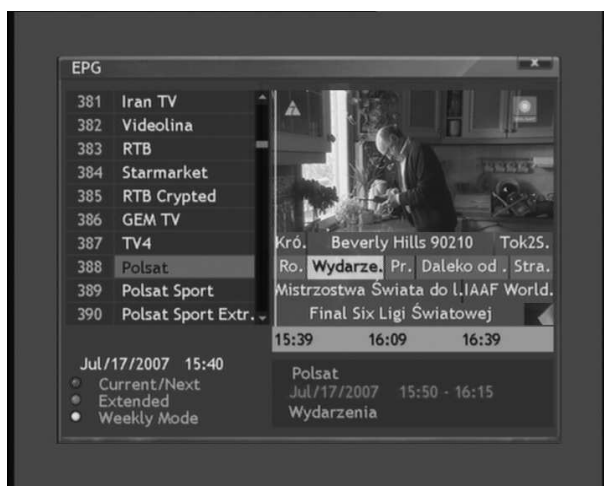 EPG
x
381 Iran TV
382 Videolina
383 RTB
384 Starmarket
385 RTB Crypted
386 GEM TV
387 TV4
388 Polsat
389 Polsat Sport
390 Polsat Sport Extr.
7
Kró. Beverly Hills 90210 Tok2S.
Ro. Wydarze. Pr. Daleko od . Stra.
Mistrzostwa Świata do l. IAAF World.
Final Six Ligi Światowej
15:39 16:09 16:39
Jul/17/2007 15:40
Current/Next
Extended
Weekly Mode
Polsat
Jul/17/2007 15:50 - 16:15
Wydarzenia